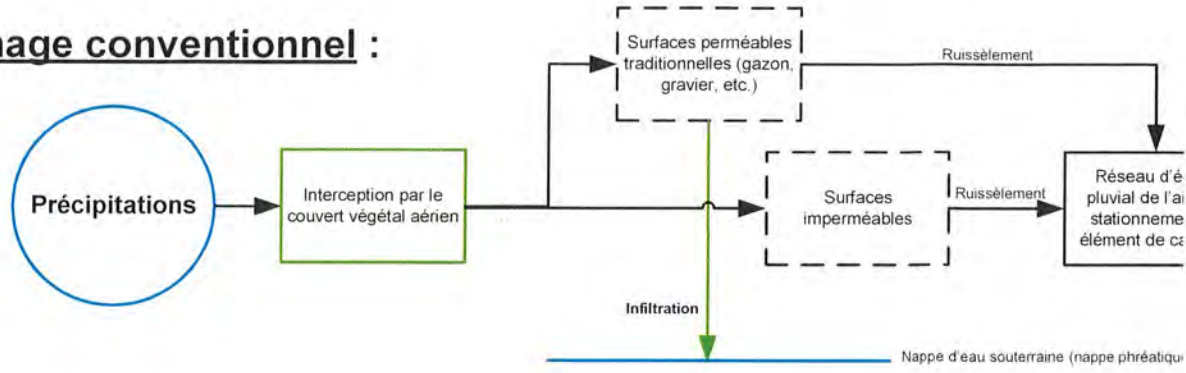 nage conventionnel :
Surfaces perméables
traditionnelles (gazon,
gravier, etc.)
Ruissèlement
Précipitations
Interception par le
couvert végétal aérien
Surfaces
imperméables
Ruissèlement
Réseau d'é
pluvial de l'ai
stationneme
élément de ca
Infiltration
Nappe d'eau souterraine (nappe phréatiqu